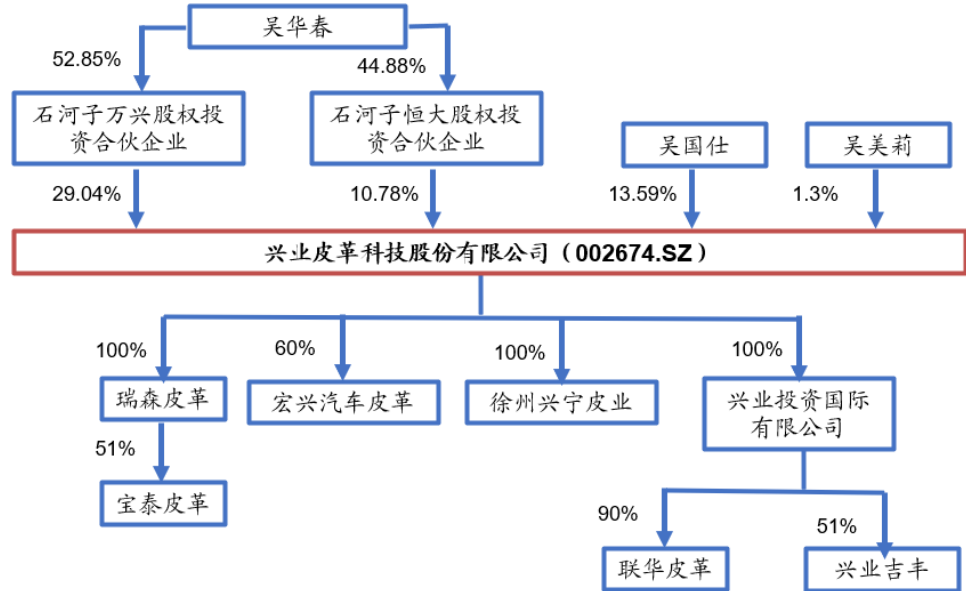 吴华春
52.85%
44.88%
石河子万兴股权投
资合伙企业
石河子恒大股权投
资合伙企业
吴国仕
吴美莉
29.04%
10.78%
13.59%
1.3%
兴业皮革科技股份有限公司（002674.SZ）
100%
60%
100%
100%
瑞森皮革
宏兴汽车皮革
徐州兴宁皮业
兴业投资国际
有限公司
51%
宝泰皮革
90%
51%
联华皮革
兴业吉丰